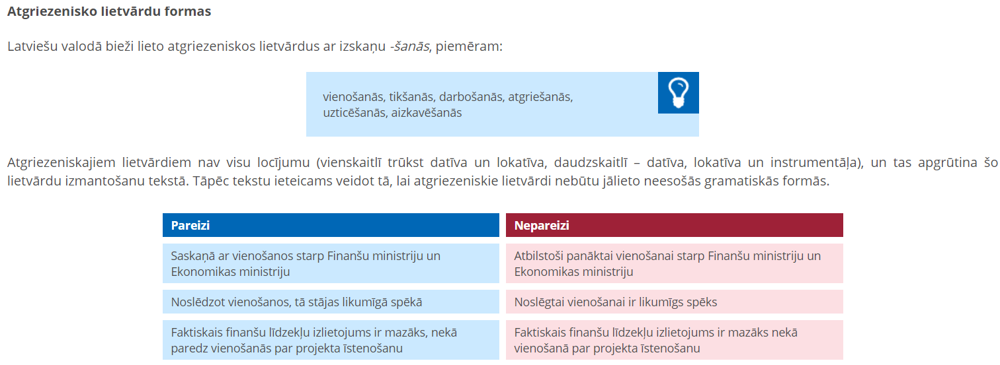 Atgriezenisko lietvārdu formas
Latviešu valodā bieži lieto atgriezeniskos lietvārdus ar izskaņu -šanās, piemēram:
vienošanās, tikšanās, darbošanās, atgriešanās,
uzticēšanās, aizkavēšanās
Atgriezeniskajiem lietvārdiem nav visu locījumu (vienskaitlī trūkst datīva un lokatīva, daudzskaitlī – datīva, lokatīva un instrumentāļa), un tas apgrūtina šo
lietvārdu izmantošanu tekstā. Tāpēc tekstu ieteicams veidot tā, lai atgriezeniskie lietvārdi nebūtu jālieto neesošās gramatiskās formās.
Pareizi
Nepareizi
Saskaņā ar vienošanos starp Finanšu ministriju un
Ekonomikas ministriju
Atbilstoši panāktai vienošanai starp Finanšu ministriju un
Ekonomikas ministriju
Noslēdzot vienošanos, tā stājas likumīgā spēkā
Noslēgtai vienošanai ir likumīgs spēks
Faktiskais finanšu līdzekļu izlietojums ir mazāks, nekā
paredz vienošanās par projekta īstenošanu
Faktiskais finanšu līdzekļu izlietojums ir mazāks nekā
vienošanā par projekta īstenošanu